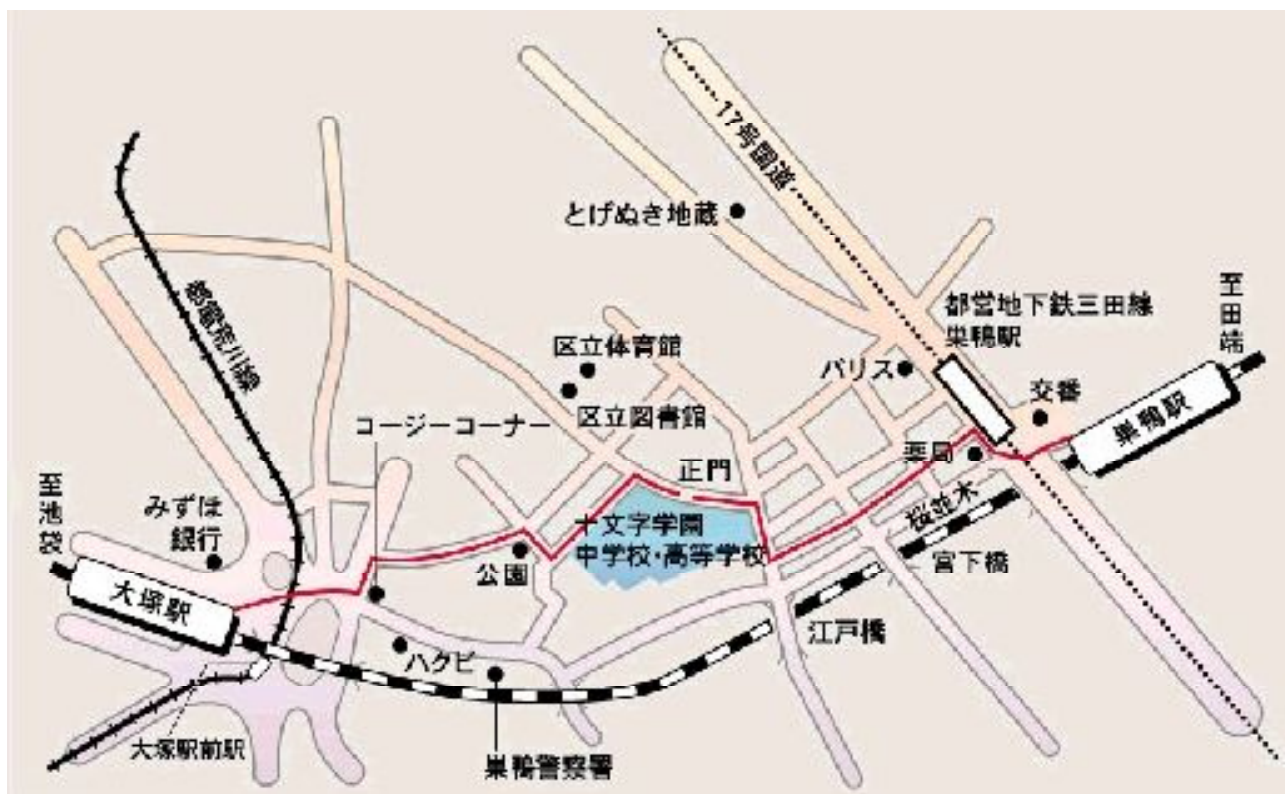 17号国道
とげぬき地蔵
都電荒川線
都営地下鉄三田線
巣鴨駅
至田端
区立体育館
パリス
交番
巣鴨駅
区立図書館
コージーコーナー
薬局
正門
至池袋
みずほ
銀行
桜並木
十文字学園
中学校・高等学校
公園
宮下橋
大塚駅
江戸橋
ハクビ
大塚駅前駅
巣鴨警察署